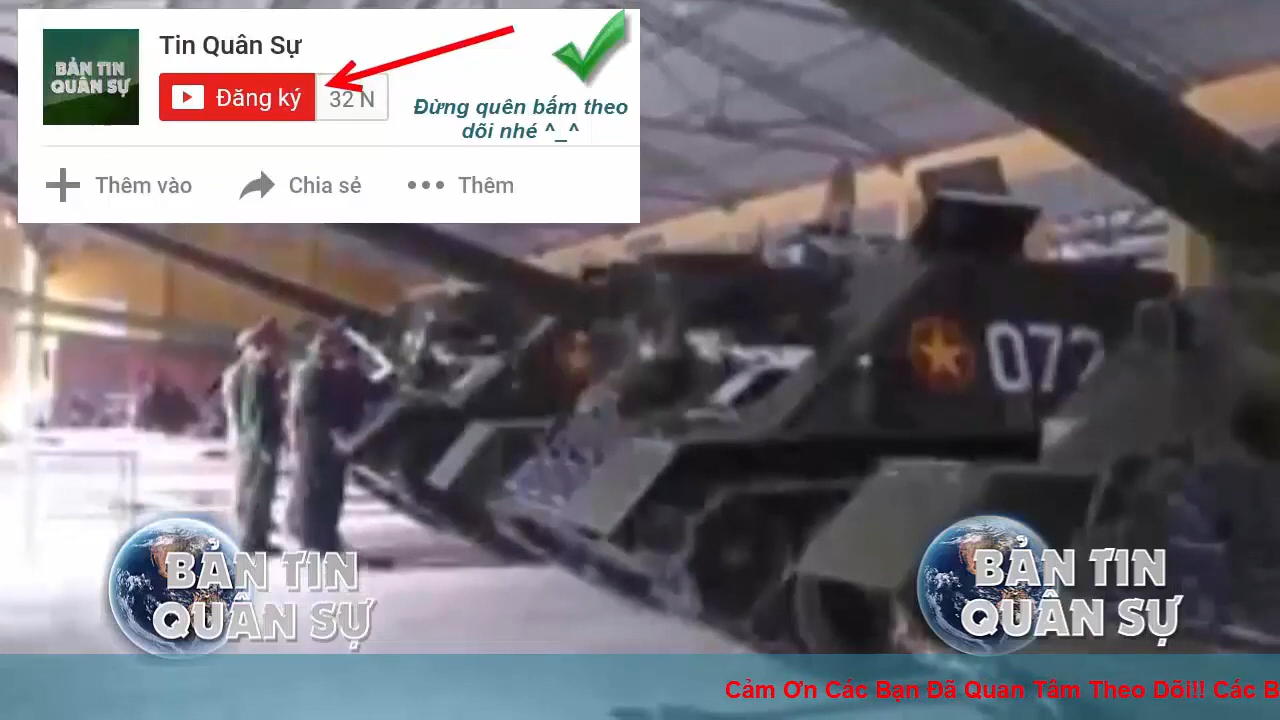 Tin Quân Sự
BẢN TIN
QUÂN SỰ
Đăng ký
32 N
Đừng quên bấm theo
dõi nhé ^_^
Thêm vào
Chia sẻ
Thêm
072
BẢN TIN
QUÂN SỰ
BẢN TIN
QUÂN SỰ
Cảm Ơn Các Bạn Đã Quan Tâm Theo Dõi!! Các B